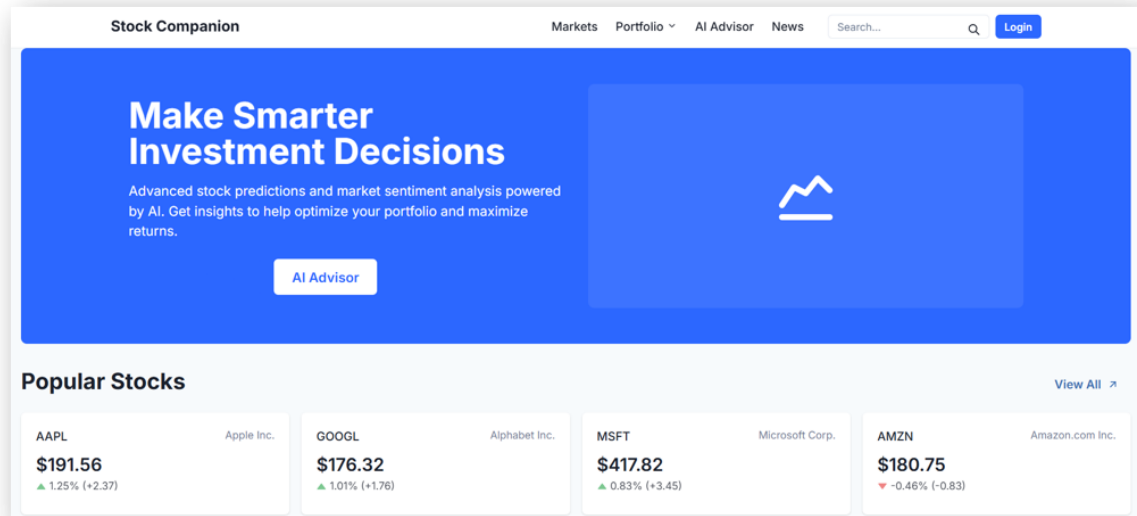 Stock Companion
Markets
Portfolio
AI Advisor
News
Search...
Login
Make Smarter
Investment Decisions
Advanced stock predictions and market sentiment analysis powered
by AI. Get insights to help optimize your portfolio and maximize
returns.
AI Advisor
Popular Stocks
View All
AAPL
Apple Inc.
$191.56
1.25% (+2.37)
GOOGL
Alphabet Inc.
$176.32
1.01% (+1.76)
MSFT
Microsoft Corp.
$417.82
0.83% (+3.45)
AMZN
Amazon.com Inc.
$180.75
-0.46% (-0.83)